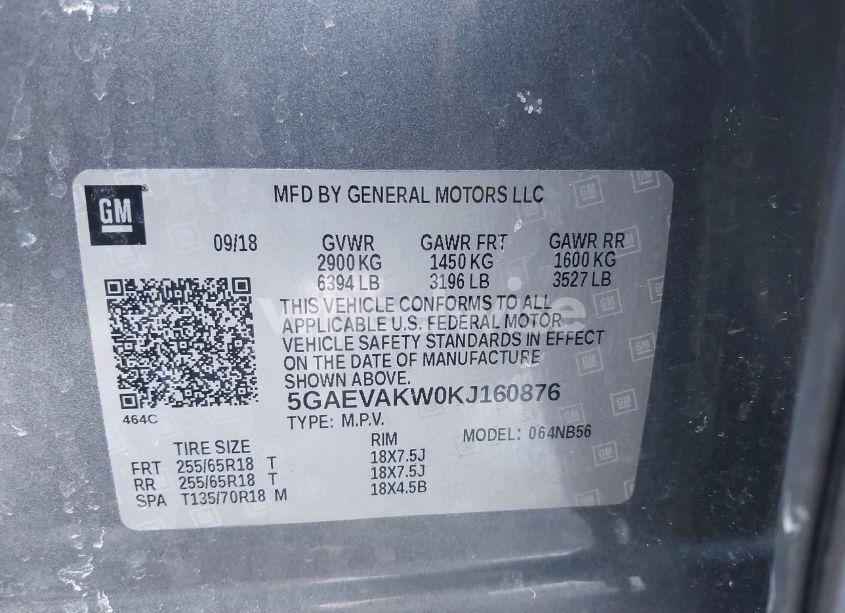 GM
MFD BY GENERAL MOTORS LLC
09/18 GVWR GAWR FRT GAWR RR
2900 KG 1450 KG 1600 KG
6394 LB 3196 LB 3527 LB
THIS VEHICLE CONFORMS TO ALL
APPLICABLE U.S. FEDERAL MOTOR
VEHICLE SAFETY STANDARDS IN EFFECT
ON THE DATE OF MANUFACTURE
SHOWN ABOVE.
5GAEVAKW0KJ160876
464C
TYPE: M.P.V. MODEL: 064NB56
TIRE SIZE RIM
FRT 255/65R18 T 18X7.5J
RR 255/65R18 T 18X7.5J
SPA T135/70R18 M 18X4.5B